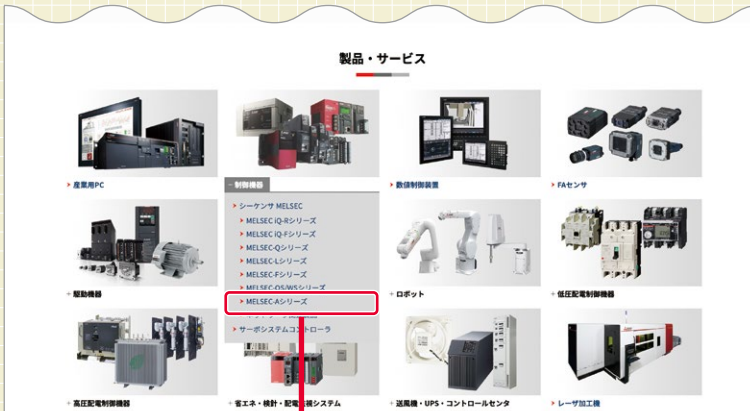 製品・サービス
産業用PC
制御機器
数値制御装置
FAセンサ
シーケンサ MELSEC
MELSEC iQ-Rシリーズ
MELSEC iQ-Fシリーズ
MELSEC-Qシリーズ
MELSEC-Lシリーズ
MELSEC-Fシリーズ
MELSEC-QS/WSシリーズ
MELSEC-Aシリーズ
サーボシステムコントローラ
駆動機器
ロボット
低圧配電制御機器
高圧配電制御機器
省エネ・検針・配電監視システム
送風機・UPS・コントロールセンタ
レーザ加工機